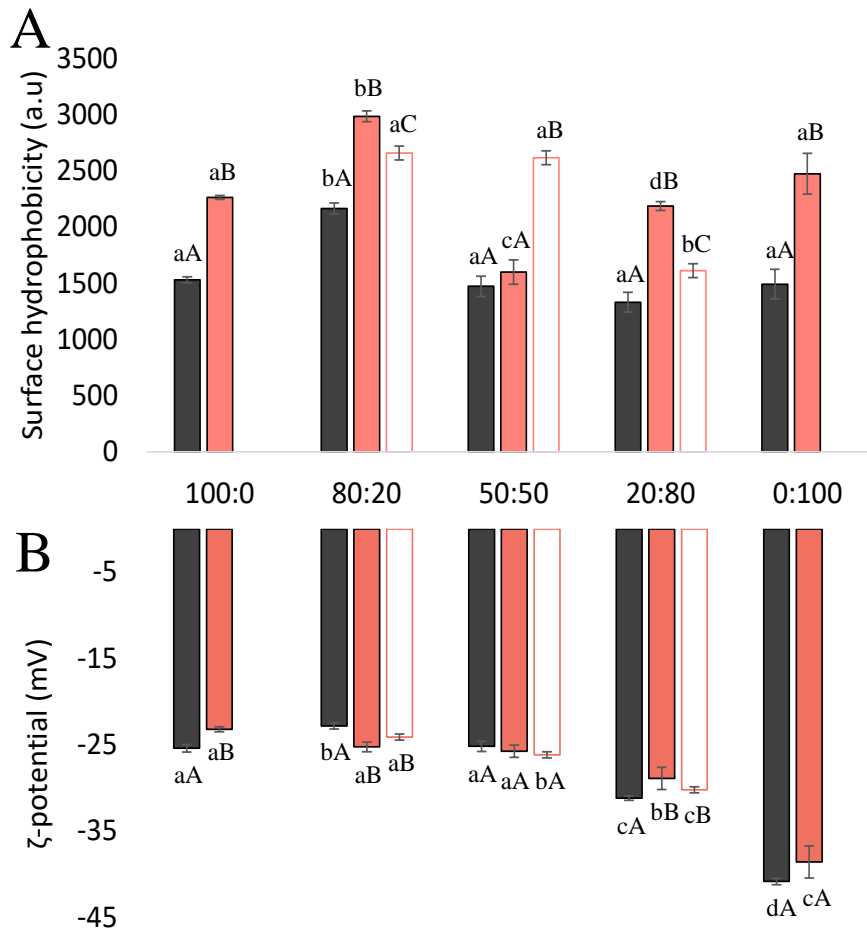 A
Surface hydrophobicity (a.u)
3500
3000
2500
2000
1500
1000
500
0
aA
aB
bA
bB
aC
aA
cA
aB
aA
dB
bC
aA
aB
100:0
80:20
50:50
20:80
0:100
B
ζ-potential (mV)
-5
-15
-25
-35
-45
aA
aB
bA
aB
aB
aA
aA
bA
cA
bB
cB
dA
cA